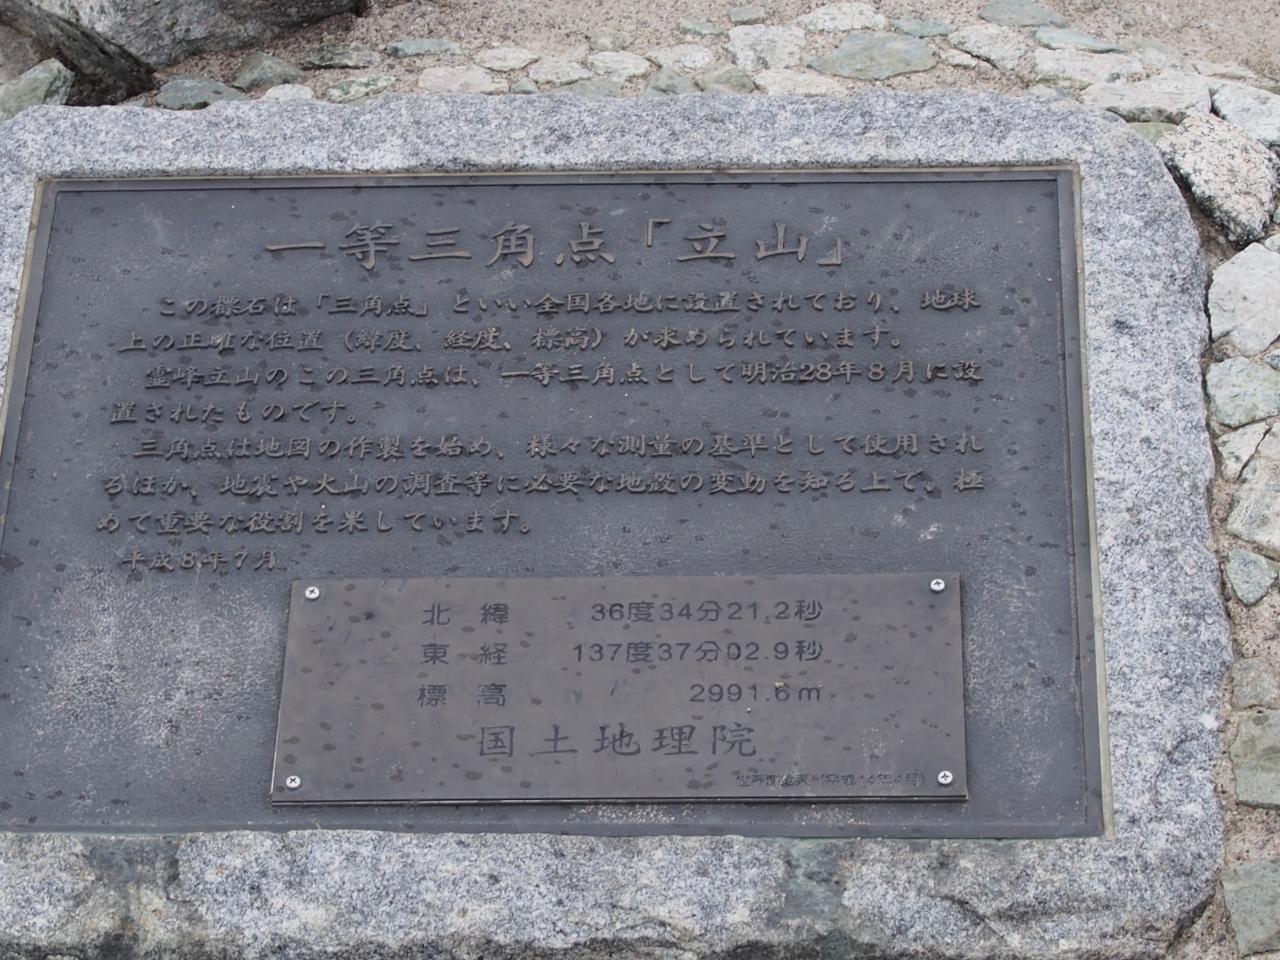 一等三角点「立山」
この標石は「三角点」といい全国各地に設置されており、地球
上の正確な位置（緯度、経度、標高）が求められています。
霊峰立山のこの三角点は、一等三角点として明治28年8月に設
置されたものです。
三角点は地図の作製を始め、様々な測量の基準として使用され
るほか、地震や火山の調査等に必要な地殻の変動を知る上で、極
めて重要な役割を果しています。
平成8年7月
北緯 36度34分21.2秒
東経 137度37分02.9秒
標高 2991.6m
国土地理院
(平成14年4月)